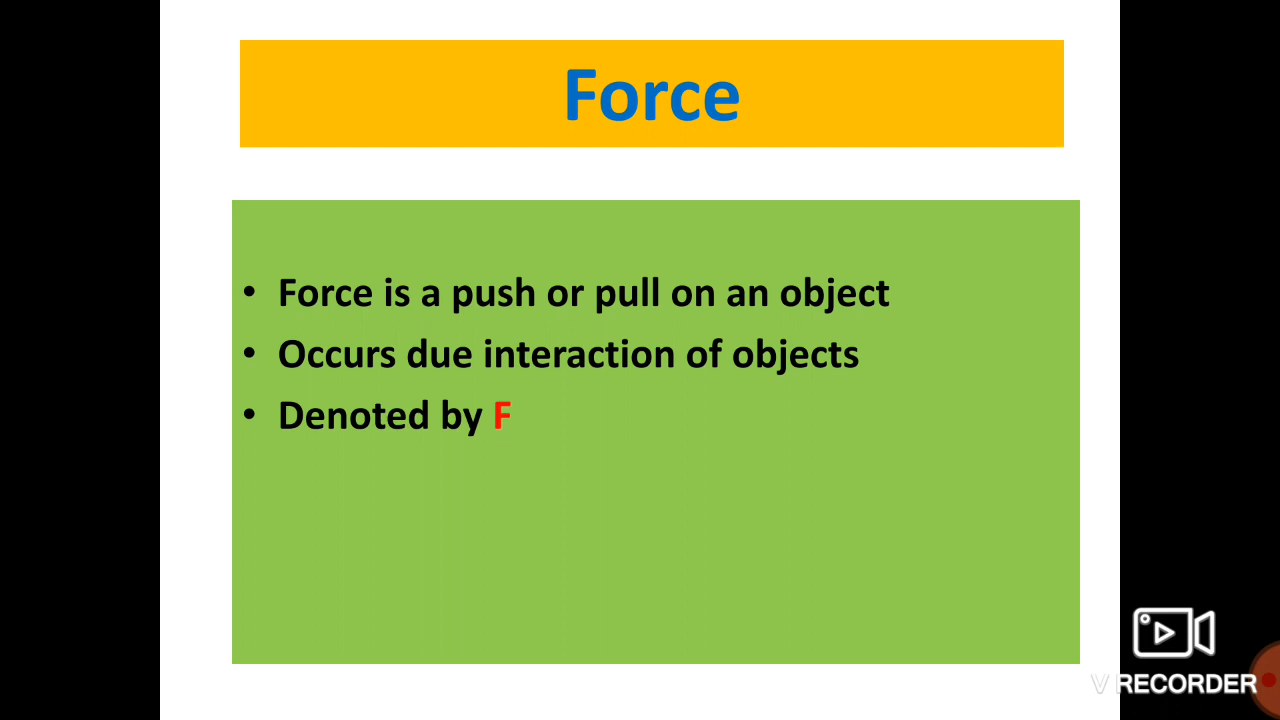 Force
• Force is a push or pull on an object
• Occurs due interaction of objects
• Denoted by F
V RECORDER